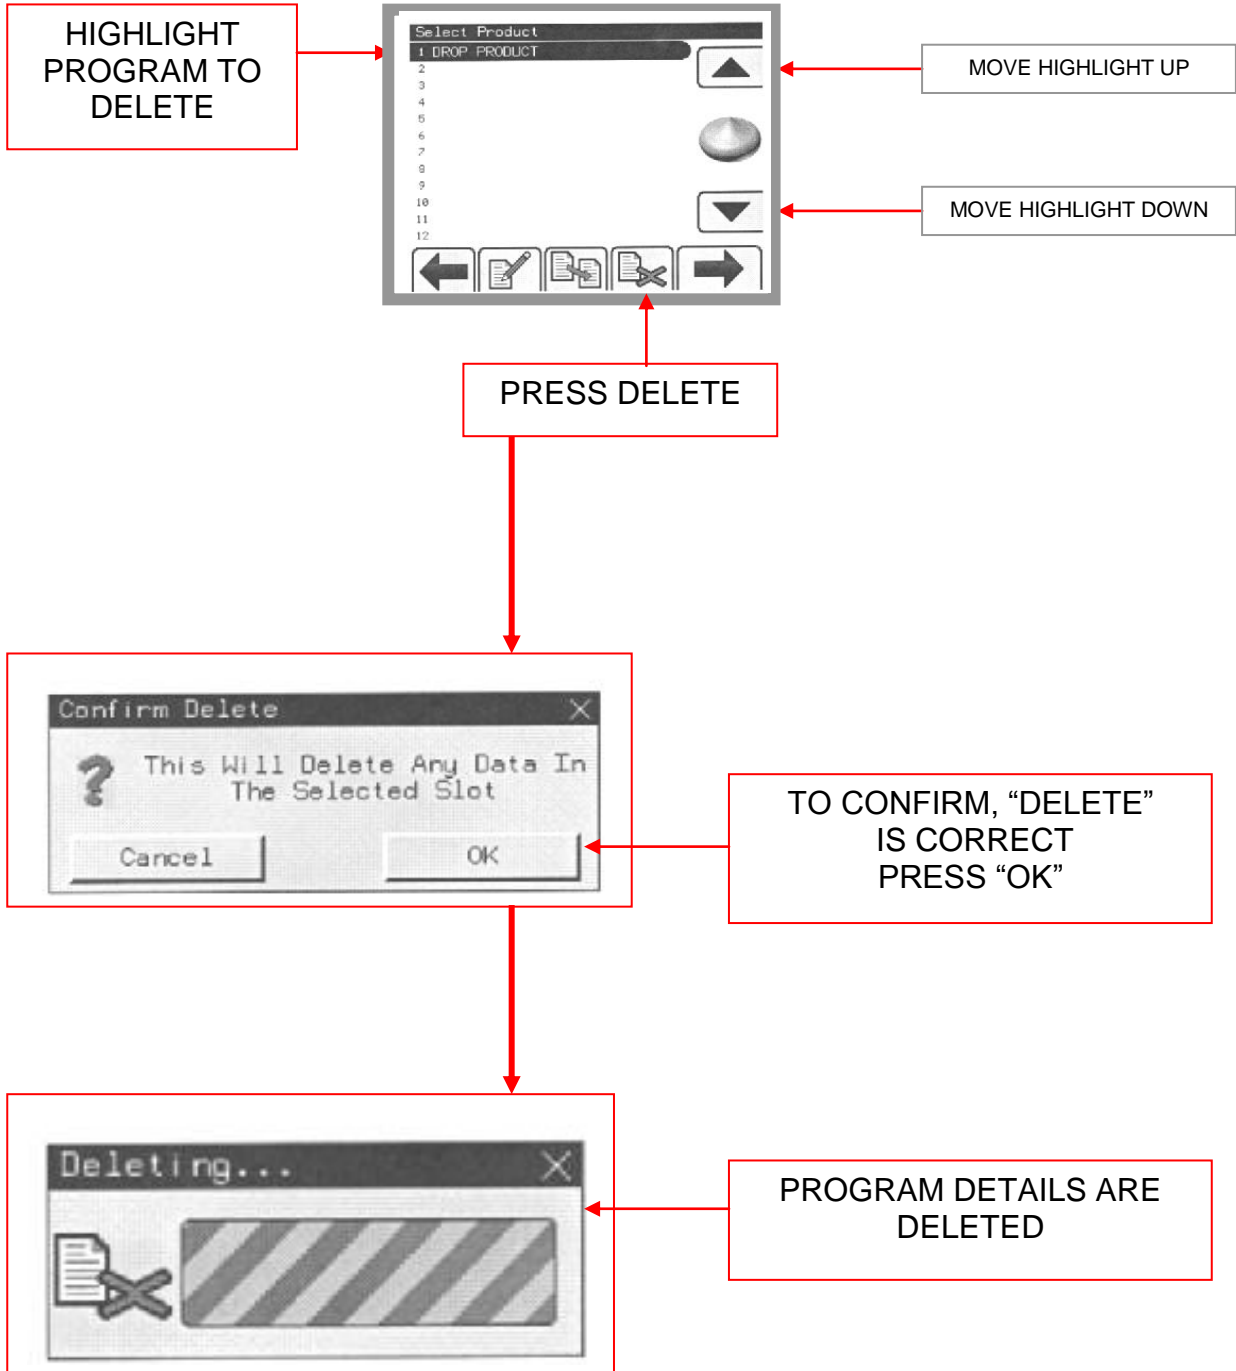 HIGHLIGHT
PROGRAM TO
DELETE
Select Product
1 DROP PRODUCT
2
3
4
5
6
7
8
9
10
11
12
MOVE HIGHLIGHT UP
MOVE HIGHLIGHT DOWN
PRESS DELETE
Confirm Delete
This Will Delete Any Data In
The Selected Slot
Cancel
OK
TO CONFIRM, “DELETE”
IS CORRECT
PRESS “OK”
Deleting...
PROGRAM DETAILS ARE
DELETED